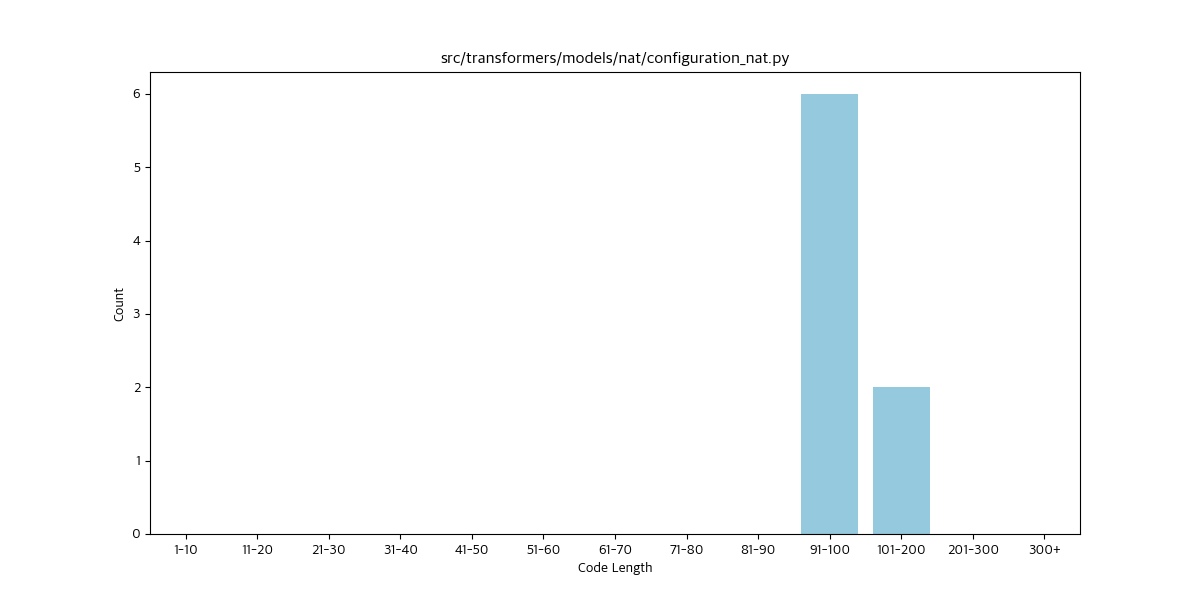 src/transformers/models/nat/configuration_nat.py
6
5
4
3
2
1
0
Count
1-10 11-20 21-30 31-40 41-50 51-60 61-70 71-80 81-90 91-100 101-200 201-300 300+
Code Length